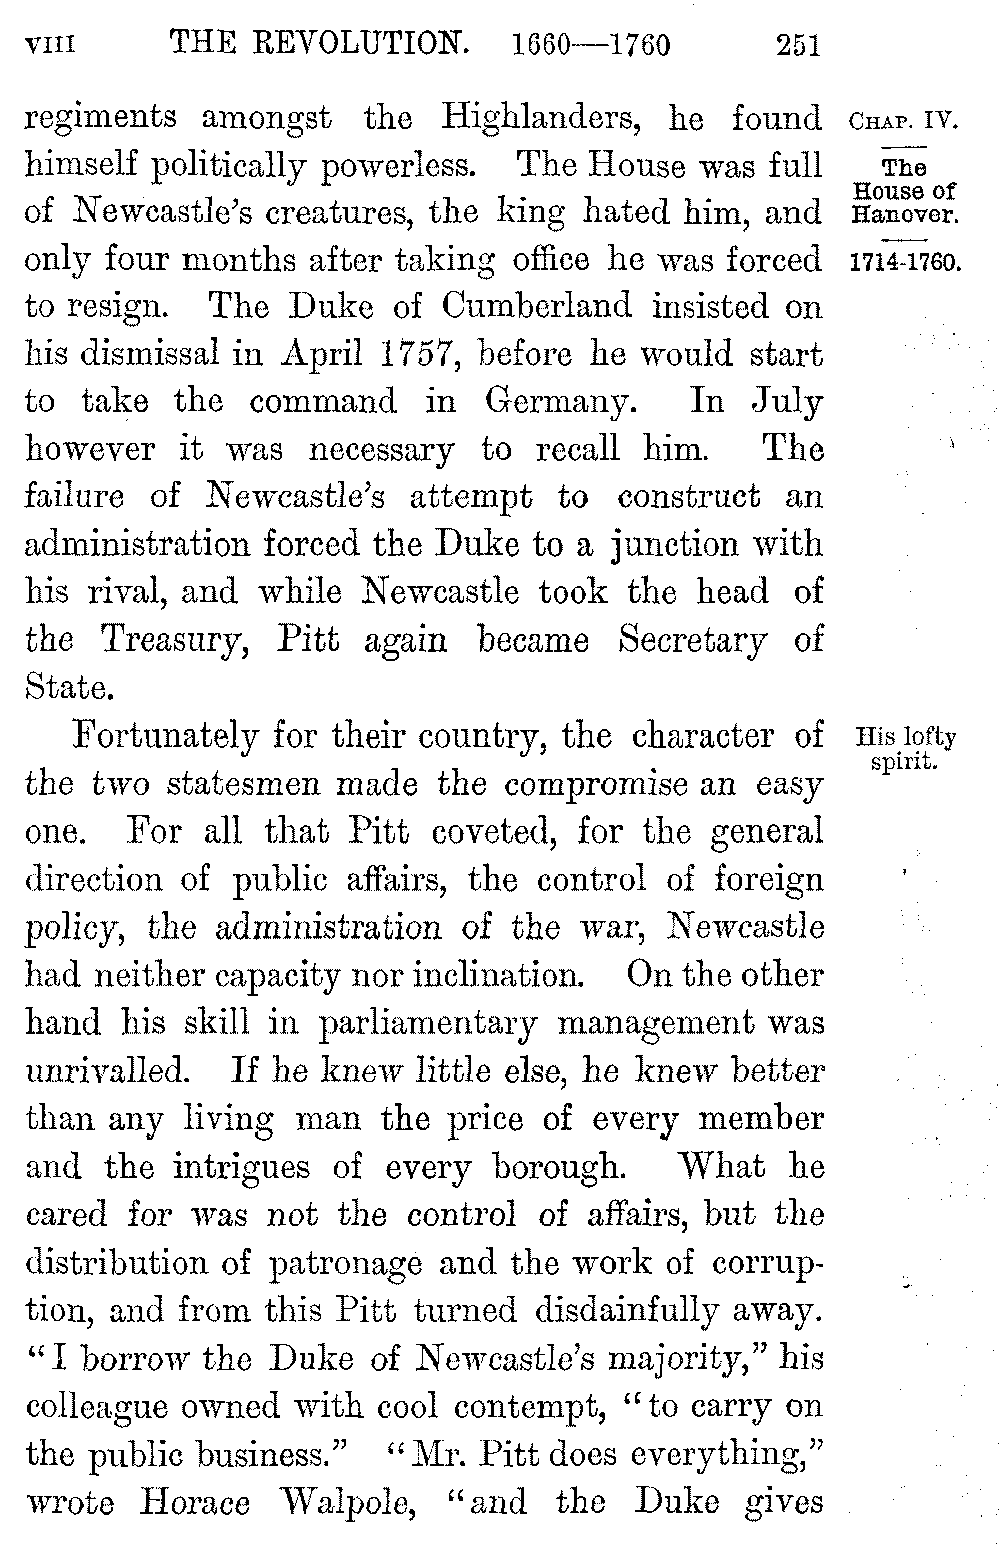 VIII THE REVOLUTION. 1660—1760 251
regiments amongst the Highlanders, he found
himself politically powerless. The House was full
of Newcastle's creatures, the king hated him, and
only four months after taking office he was forced
to resign. The Duke of Cumberland insisted on
his dismissal in April 1757, before he would start
to take the command in Germany. In July
however it was necessary to recall him. The
failure of Newcastle's attempt to construct an
administration forced the Duke to a junction with
his rival, and while Newcastle took the head of
the Treasury, Pitt again became Secretary of
State.
CHAP. IV.
The
House of
Hanover.
1714-1760.
Fortunately for their country, the character of
the two statesmen made the compromise an easy
one. For all that Pitt coveted, for the general
direction of public affairs, the control of foreign
policy, the administration of the war, Newcastle
had neither capacity nor inclination. On the other
hand his skill in parliamentary management was
unrivalled. If he knew little else, he knew better
than any living man the price of every member
and the intrigues of every borough. What he
cared for was not the control of affairs, but the
distribution of patronage and the work of corrup-
tion, and from this Pitt turned disdainfully away.
"I borrow the Duke of Newcastle's majority," his
colleague owned with cool contempt, "to carry on
the public business." "Mr. Pitt does everything,"
wrote Horace Walpole, "and the Duke gives
His lofty
spirit.